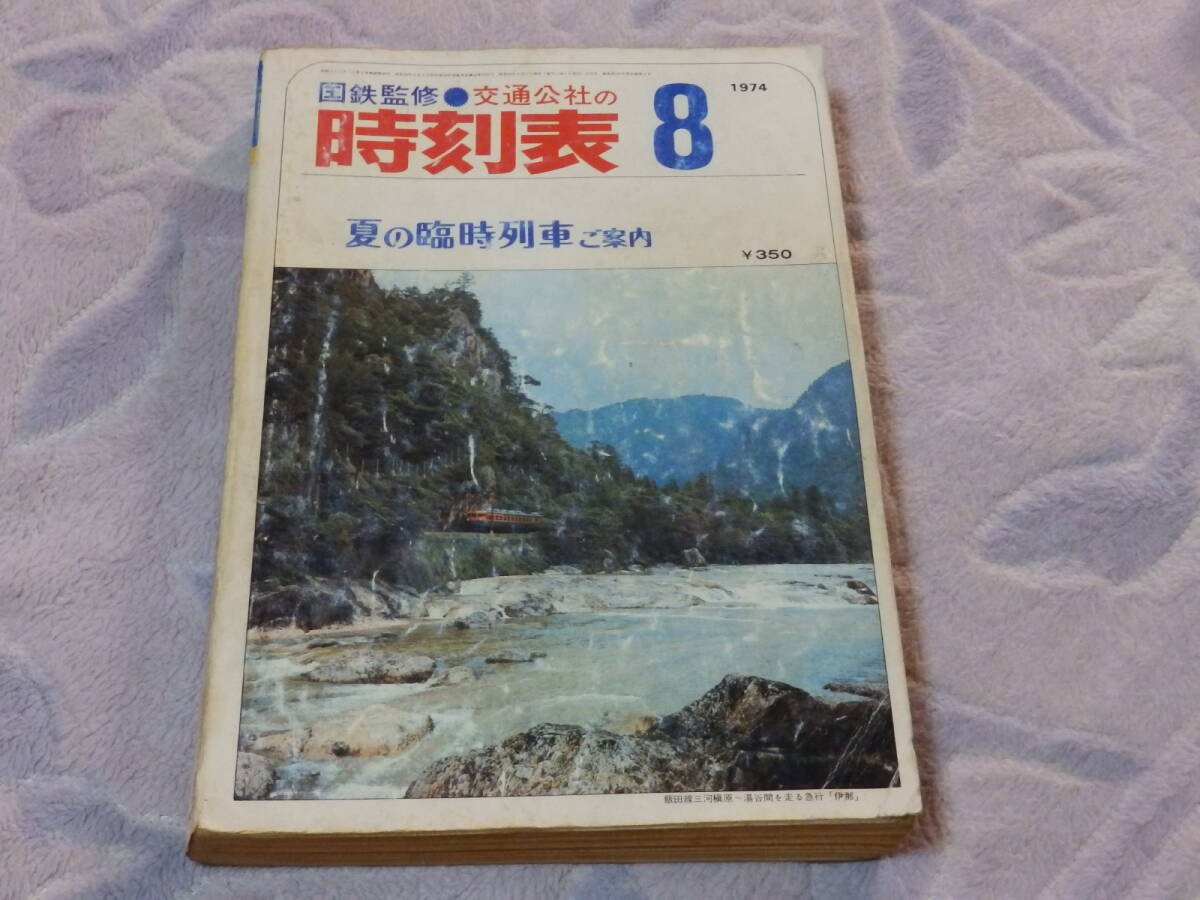 国鉄監修●交通公社の
時刻表 8 1974
夏の臨時列車ご案内
¥350
飯田線三河槇原〜湯谷間を走る急行「伊那」